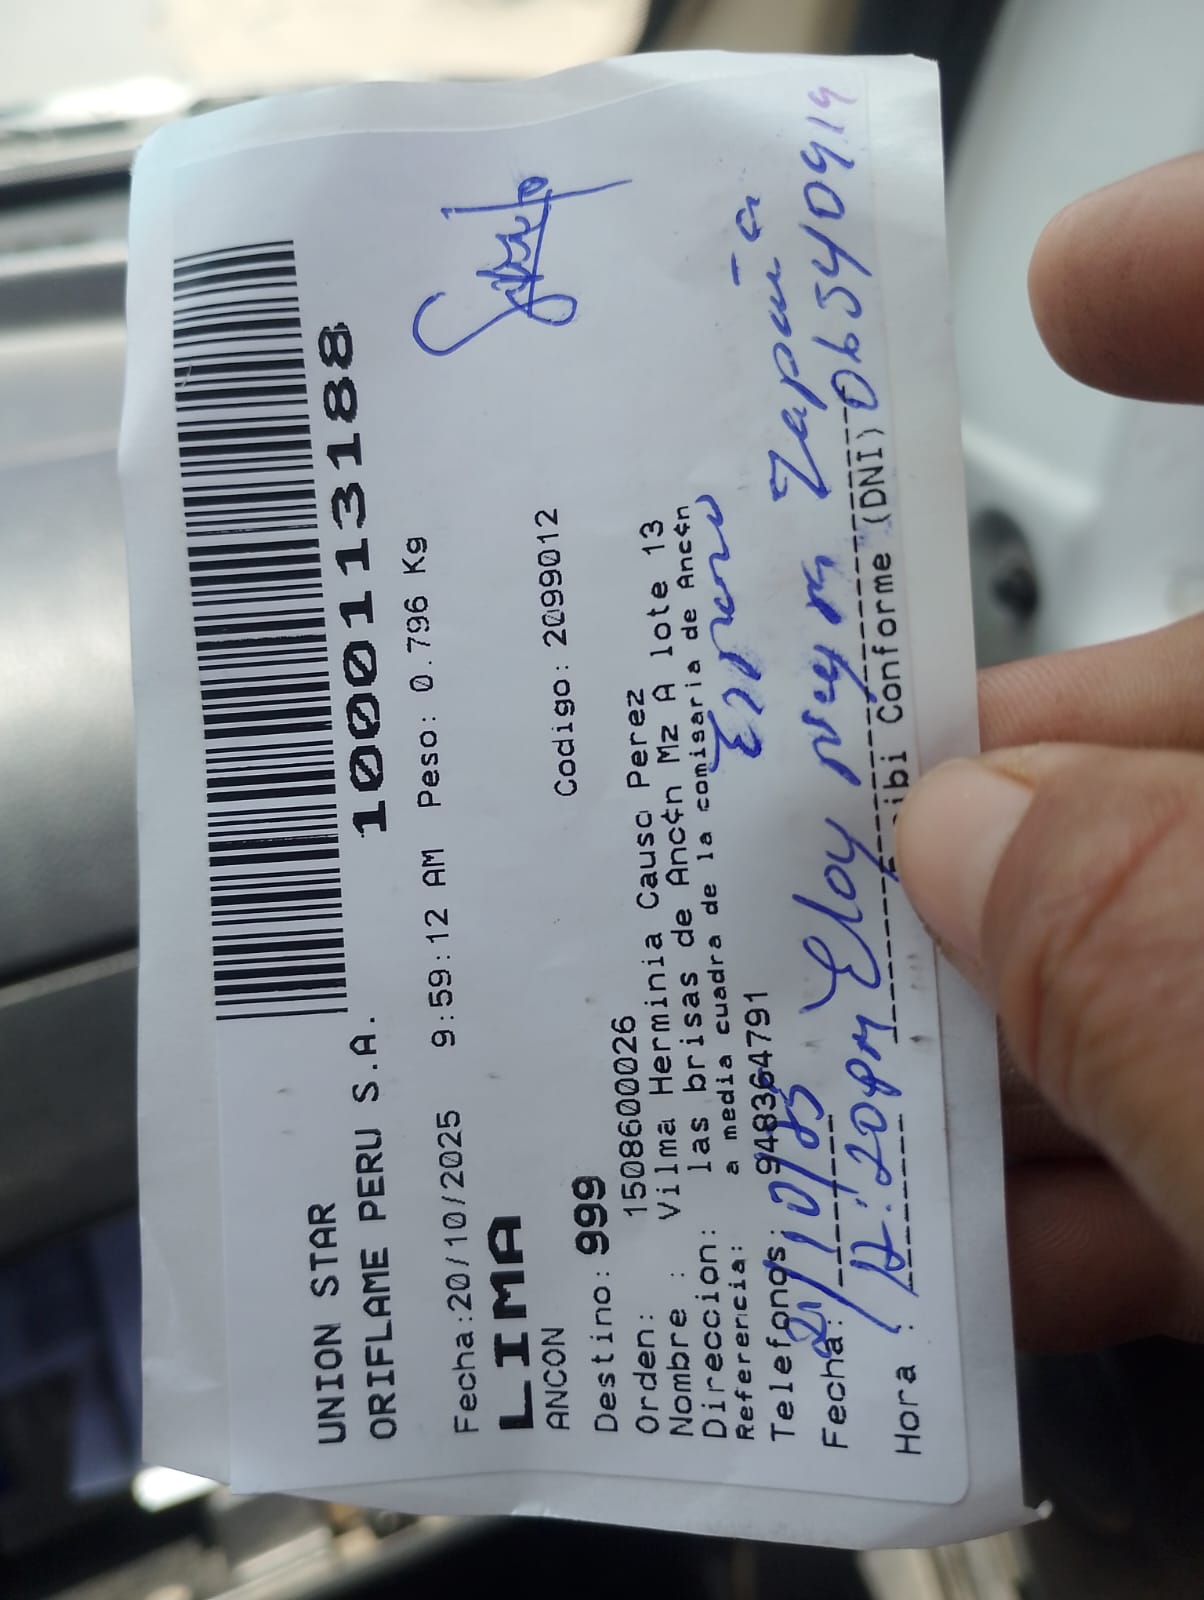 UNION STAR
ORIFLAME PERU S.A.
1000113188
Fecha:20/10/2025 9:59:12 AM Peso: 0.796 Kg
LIMA
ANCON
Codigo: 2099012
Destino: 999
Orden: 1508600026
Nombre : Vilma Herminia Causo Perez
Direccion: las brisas de Anc¢n Mz A lote 13
Referencia: a media cuadra de la comisaria de Anc¢n
Telefonos: 948364791
Fecha: 21/10/25 Eloy Neyra Zapata
Hora : 12:20pm ibi Conforme (DNI) 06540919